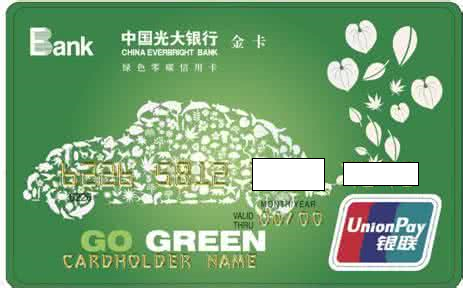 Bank
中国光大银行 金卡
CHINA EVERBRIGHT BANK
绿色零碳信用卡
6226 5812
6226
MONTH/YEAR
VALID THRU 00/00
GO GREEN
CARDHOLDER NAME
UnionPay
银联